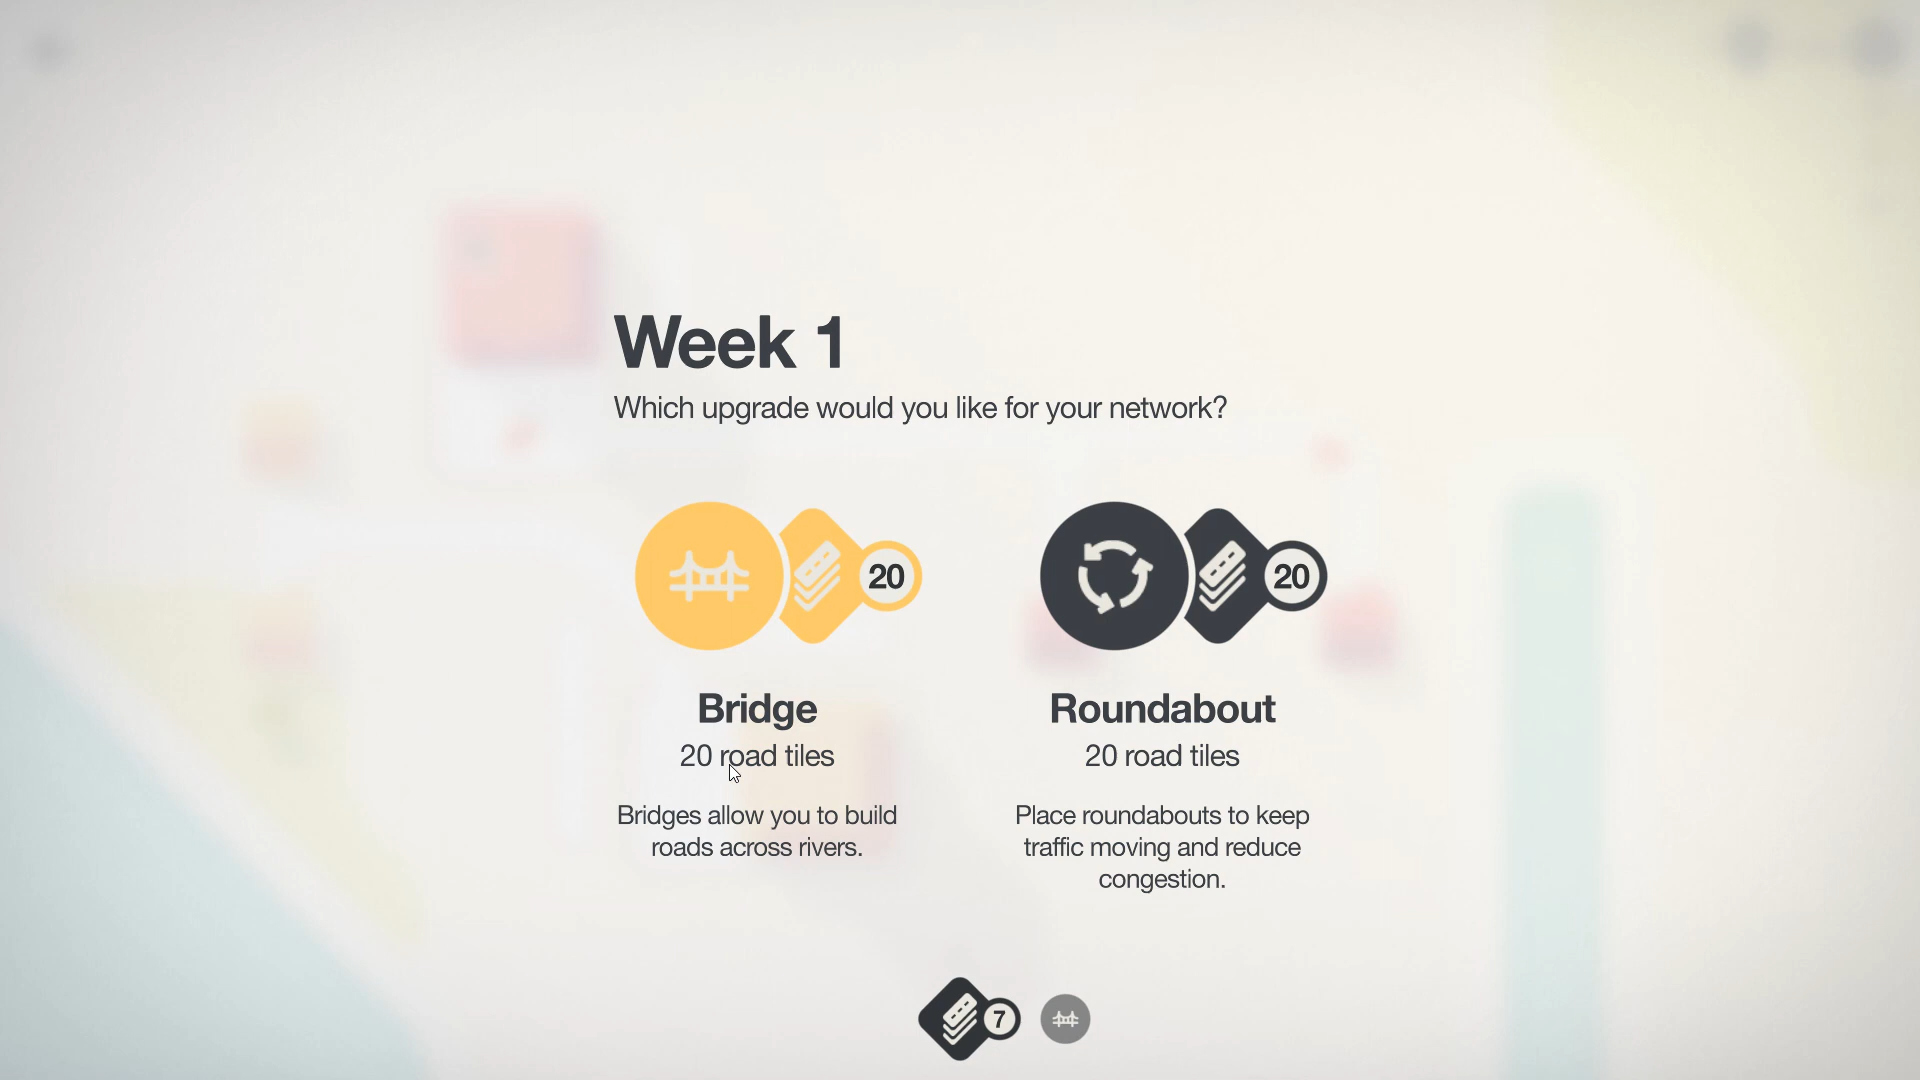 Week 1
Which upgrade would you like for your network?
20
20
Bridge
20 road tiles
Bridges allow you to build
roads across rivers.
Roundabout
20 road tiles
Place roundabouts to keep
traffic moving and reduce
congestion.
7